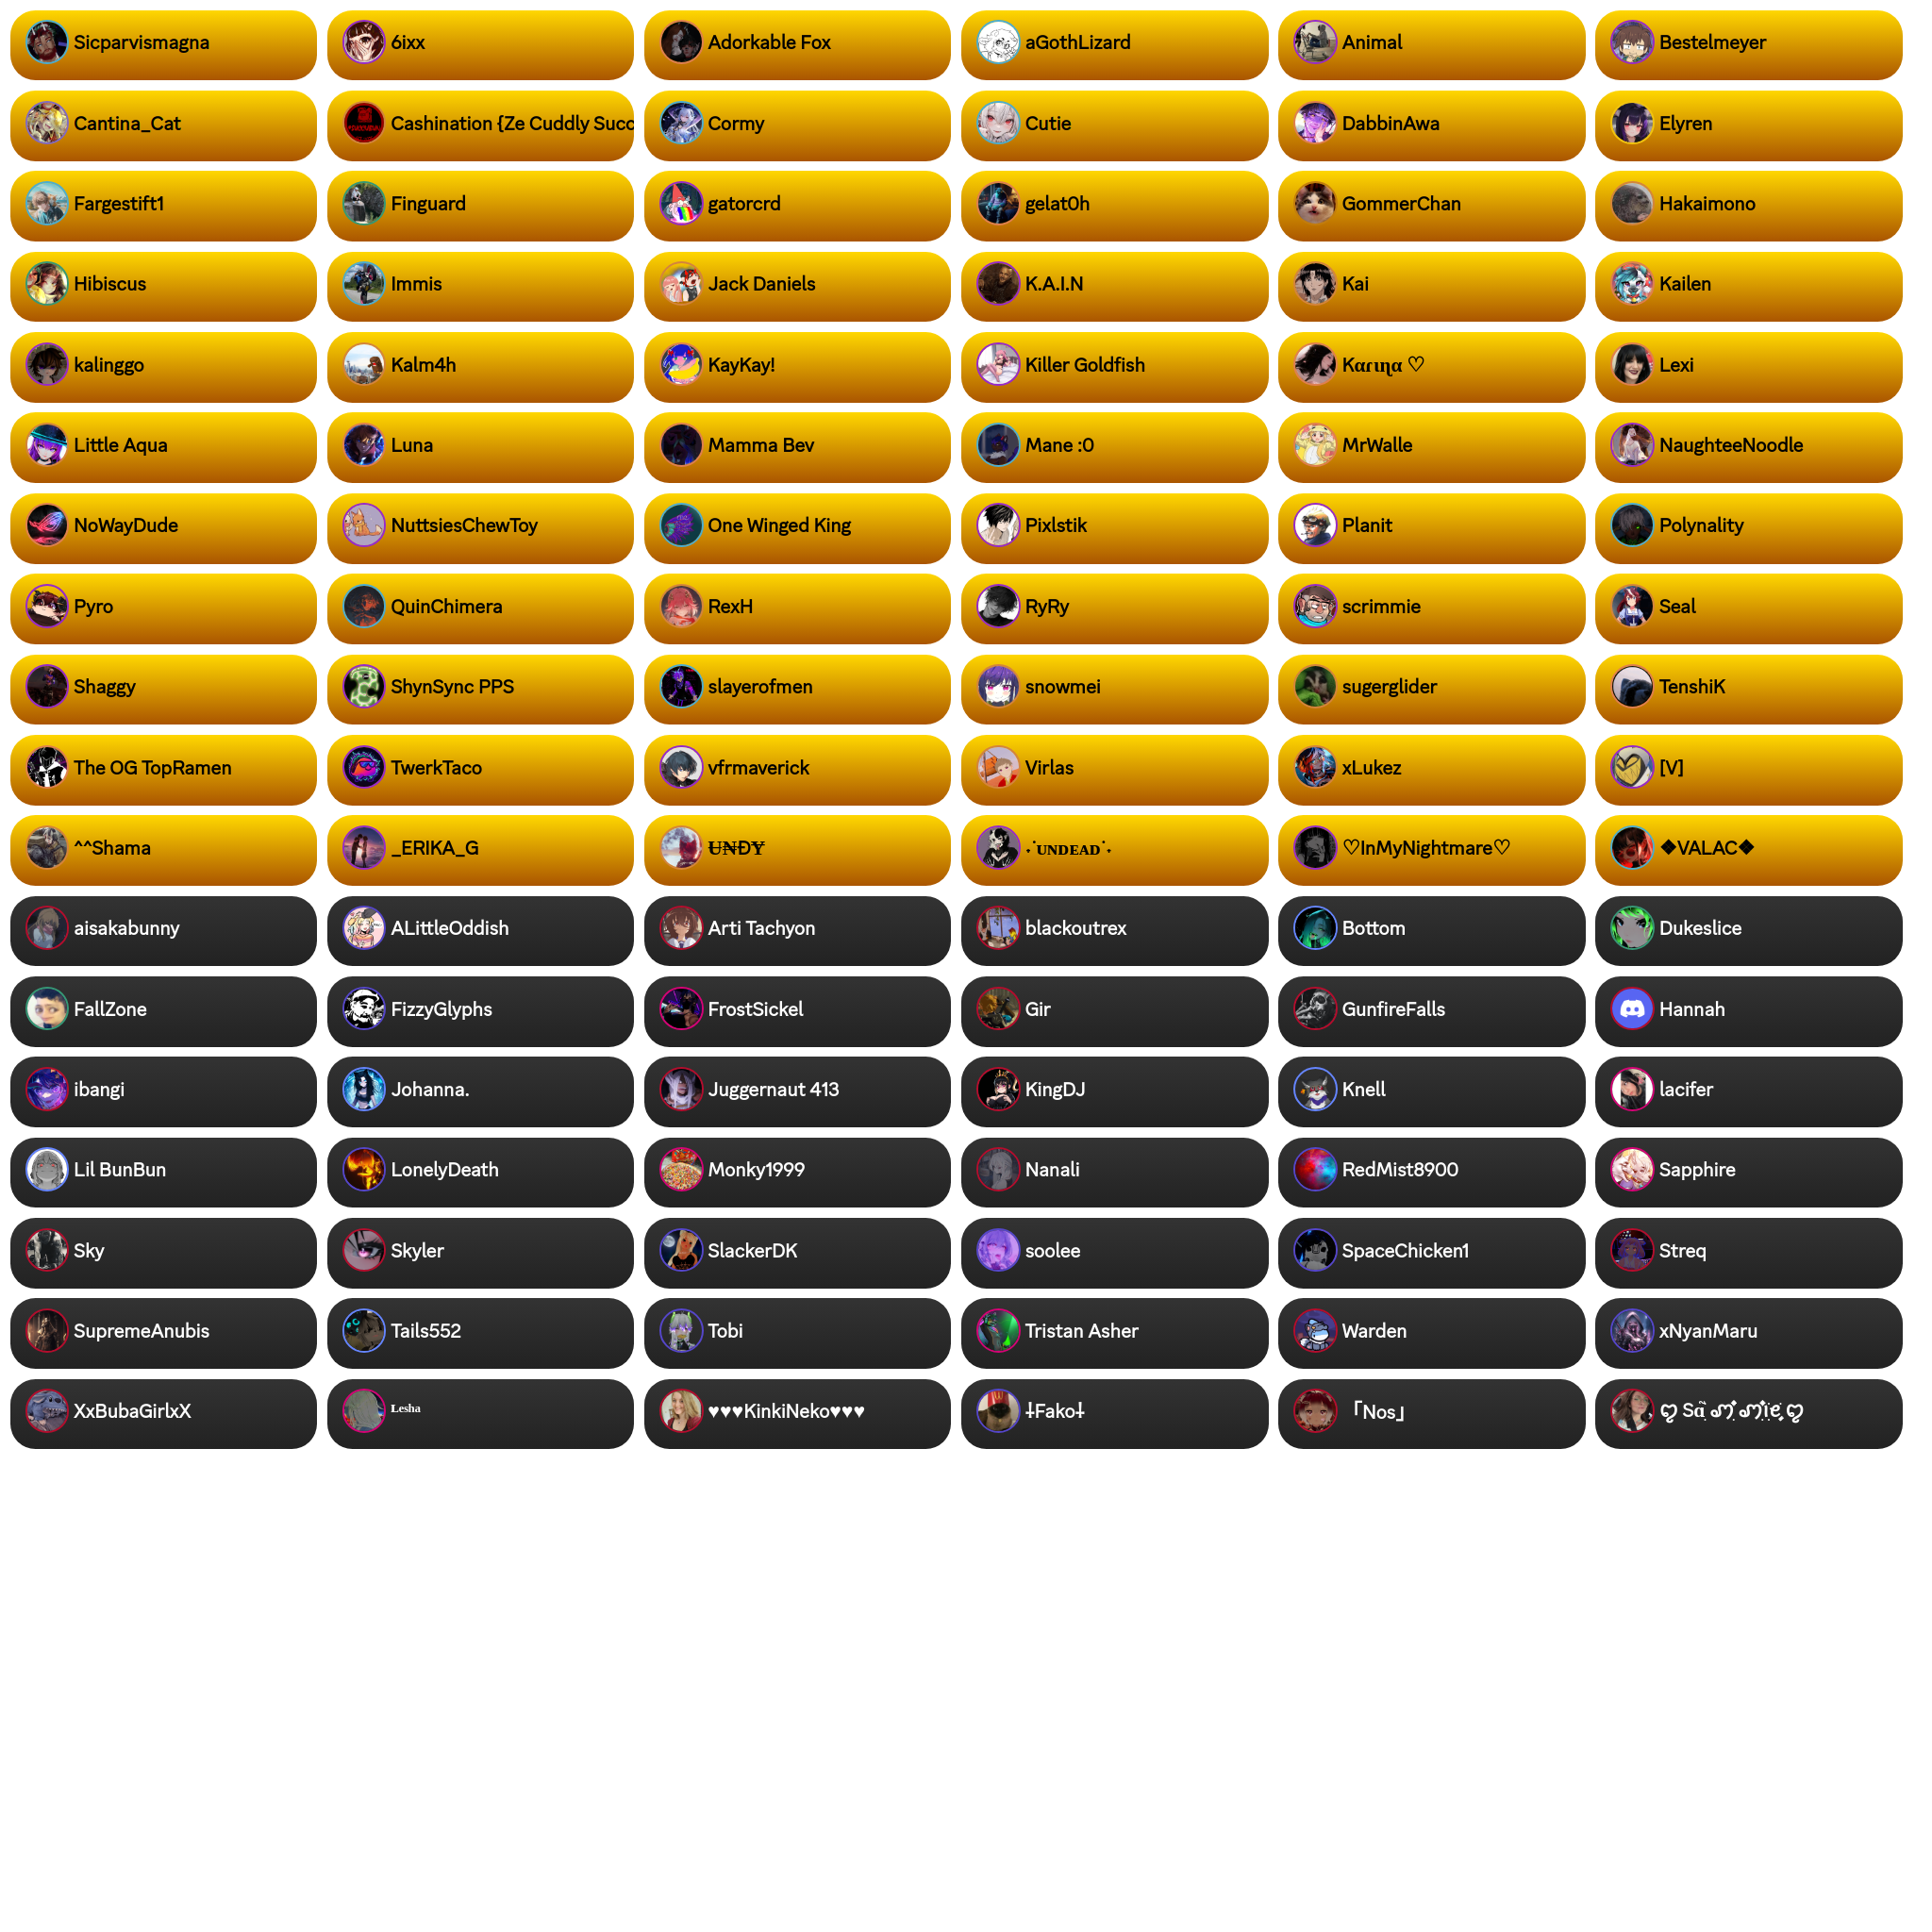 Sicparvismagna 6ixx Adorkable Fox aGothLizard Animal Bestelmeyer
Cantina_Cat Cashination {Ze Cuddly Succ Cormy Cutie DabbinAwa Elyren
Fargestift1 Finguard gatorcrd gelat0h GommerChan Hakaimono
Hibiscus Immis Jack Daniels K.A.I.N Kai Kailen
kalinggo Kalm4h KayKay! Killer Goldfish Kαɾιɳα ♡ Lexi
Little Aqua Luna Mamma Bev Mane :0 MrWalle NaughteeNoodle
NoWayDude NuttsiesChewToy One Winged King Pixlstik Planit Polynality
Pyro QuinChimera RexH RyRy scrimmie Seal
Shaggy ShynSync PPS slayerofmen snowmei sugerglider TenshiK
The OG TopRamen TwerkTaco vfrmaverick Virlas xLukez [V]
^^Shama _ERIKA_G Ʉ₦ĐɎ ˖˙ᴜɴᴅᴇᴀᴅ˙˖ ♡InMyNightmare♡ ❖VALAC❖
aisakabunny ALittleOddish Arti Tachyon blackoutrex Bottom Dukeslice
FallZone FizzyGlyphs FrostSickel Gir GunfireFalls Hannah
ibangi Johanna. Juggernaut 413 KingDJ Knell lacifer
Lil BunBun LonelyDeath Monky1999 Nanali RedMist8900 Sapphire
Sky Skyler SlackerDK soolee SpaceChicken1 Streq
SupremeAnubis Tails552 Tobi Tristan Asher Warden xNyanMaru
XxBubaGirlxX ᴸᵉˢʰᵃ ♥♥♥KinkiNeko♥♥♥ ⸸Fako⸸ 「Nos」